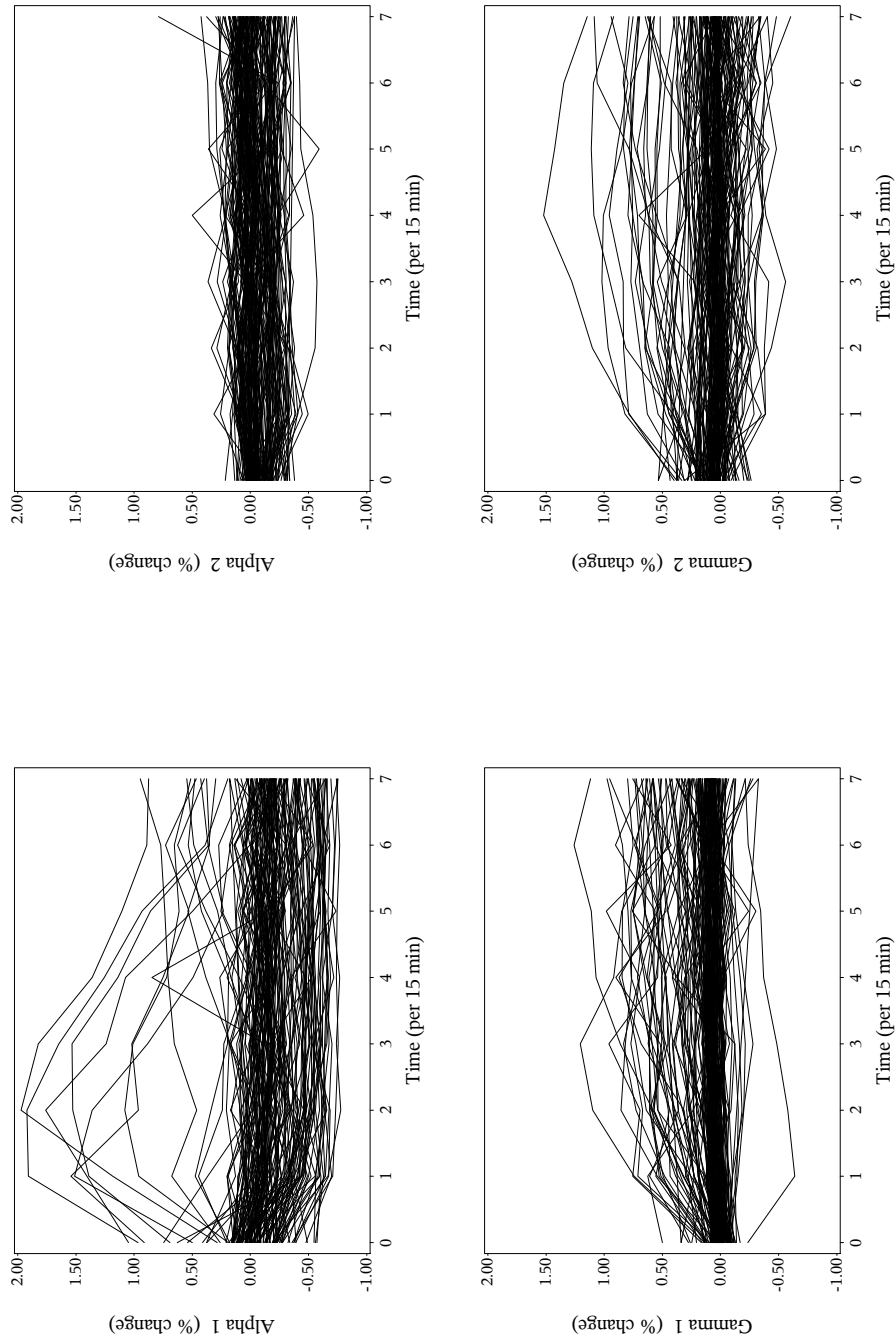 Alpha 1 (% change)
2.00
1.50
1.00
0.50
0.00
-0.50
-1.00
0 1 2 3 4 5 6 7
Time (per 15 min)
Alpha 2 (% change)
2.00
1.50
1.00
0.50
0.00
-0.50
-1.00
0 1 2 3 4 5 6 7
Time (per 15 min)
Gamma 1 (% change)
2.00
1.50
1.00
0.50
0.00
-0.50
-1.00
0 1 2 3 4 5 6 7
Time (per 15 min)
Gamma 2 (% change)
2.00
1.50
1.00
0.50
0.00
-0.50
-1.00
0 1 2 3 4 5 6 7
Time (per 15 min)